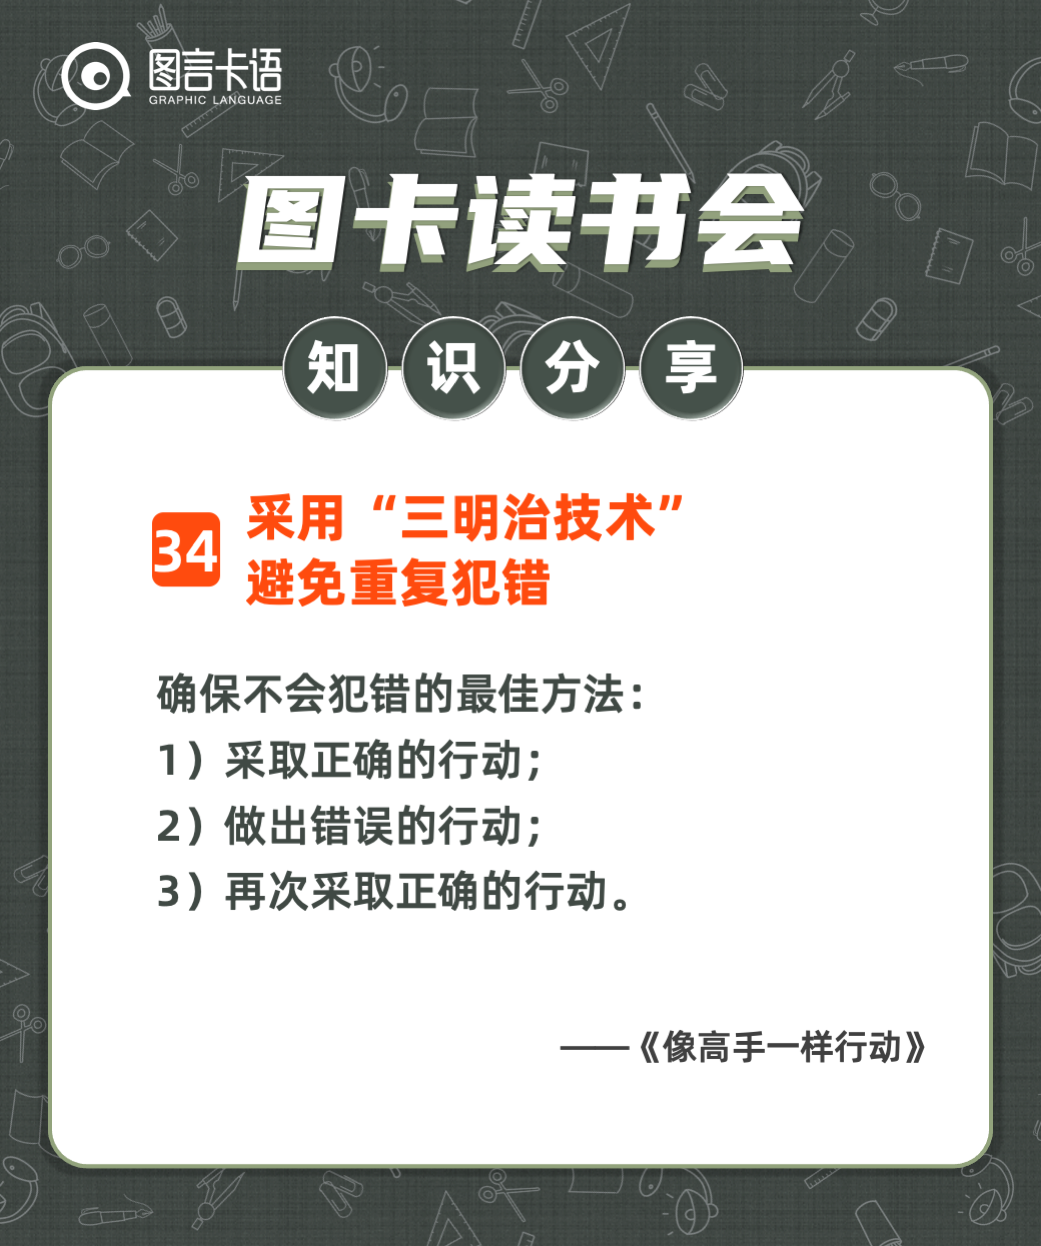 图言卡语
GRAPHIC LANGUAGE
图卡读书会
知识分享
34
采用“三明治技术”
避免重复犯错
确保不会犯错的最佳方法：
1）采取正确的行动；
2）做出错误的行动；
3）再次采取正确的行动。
——《像高手一样行动》